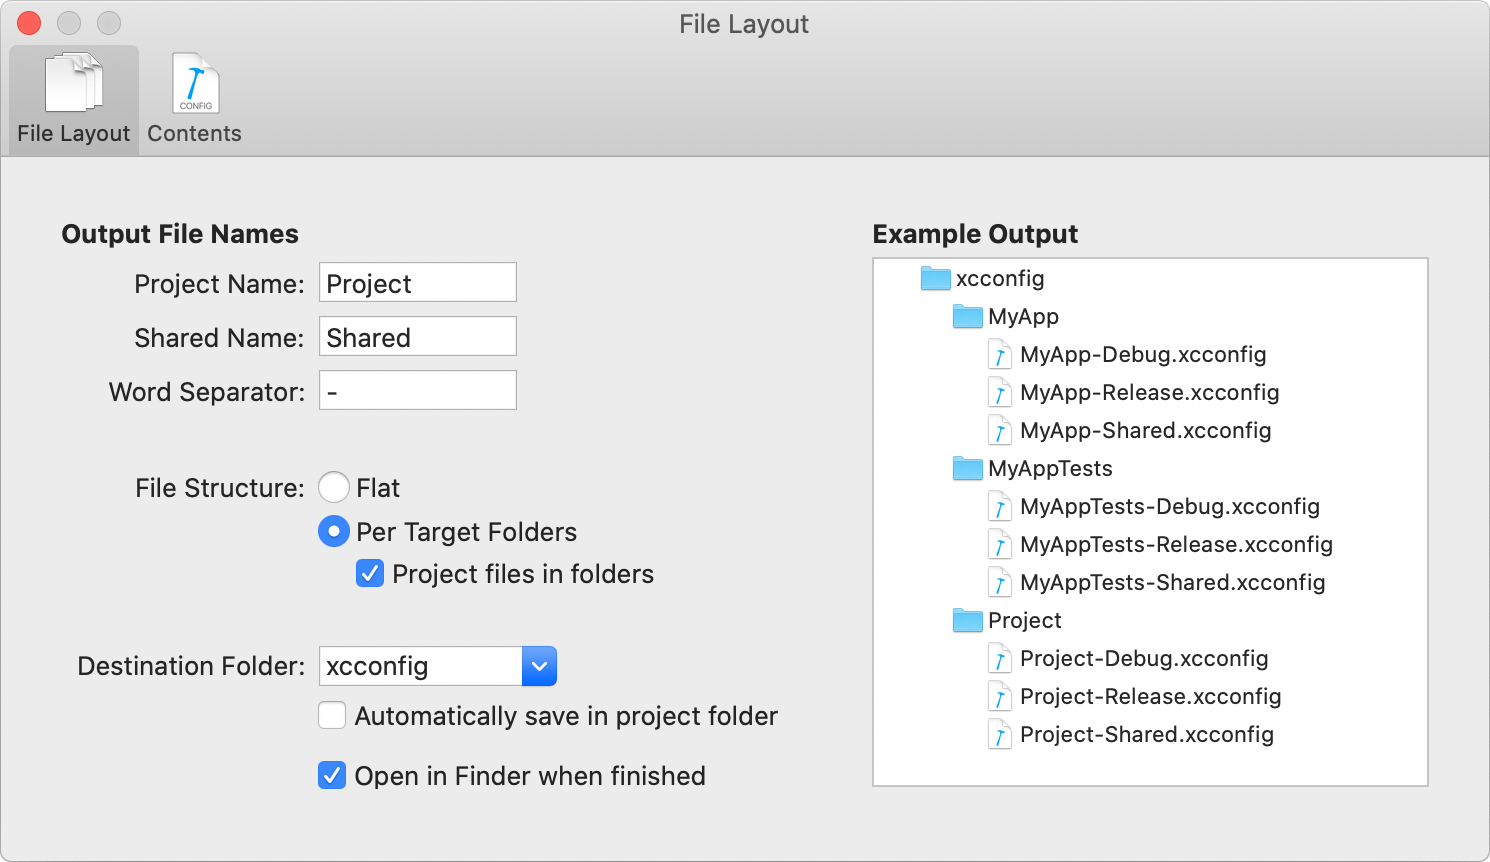 File Layout
CONFIG
File Layout
Contents
Output File Names
Project Name: Project
Shared Name: Shared
Word Separator: -
File Structure: Flat
Per Target Folders
Project files in folders
Destination Folder: xcconfig
Automatically save in project folder
Open in Finder when finished
Example Output
xcconfig
MyApp
MyApp-Debug.xcconfig
MyApp-Release.xcconfig
MyApp-Shared.xcconfig
MyAppTests
MyAppTests-Debug.xcconfig
MyAppTests-Release.xcconfig
MyAppTests-Shared.xcconfig
Project
Project-Debug.xcconfig
Project-Release.xcconfig
Project-Shared.xcconfig